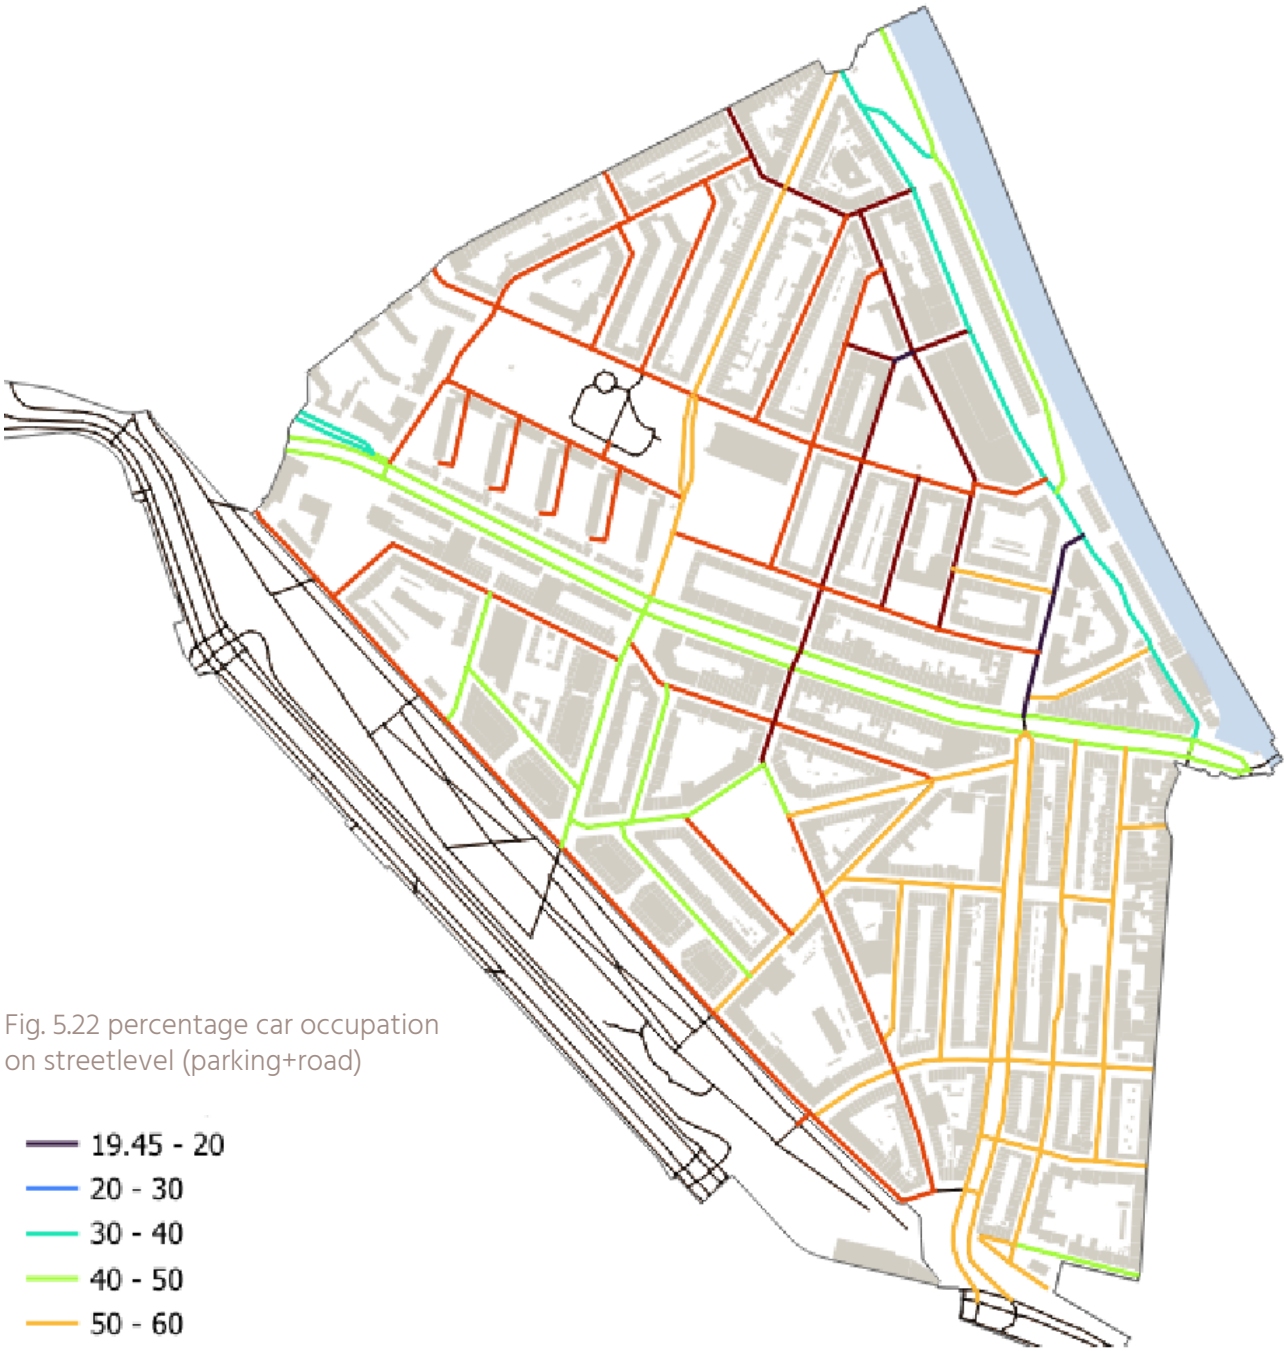 Fig. 5.22 percentage car occupation
on streetlevel (parking+road)
19.45 - 20
20 - 30
30 - 40
40 - 50
50 - 60